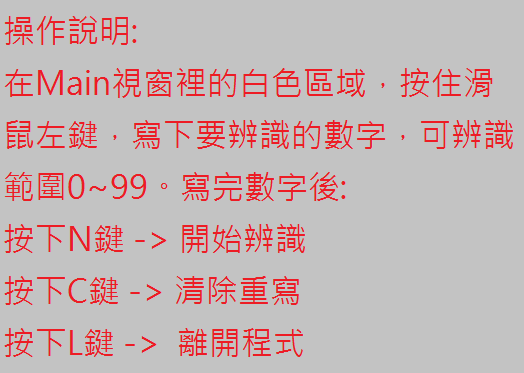 操作說明:
在Main視窗裡的白色區域，按住滑
鼠左鍵，寫下要辨識的數字，可辨識
範圍0~99。寫完數字後:
按下N鍵 -> 開始辨識
按下C鍵 -> 清除重寫
按下L鍵 -> 離開程式